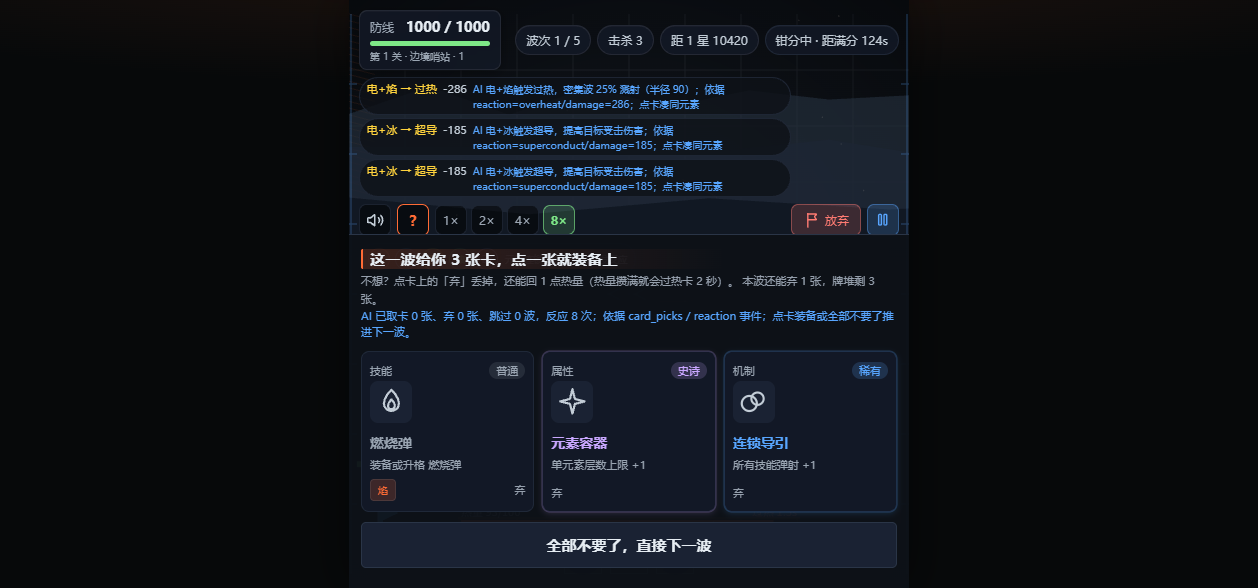 防线 1000 / 1000
第 1 关 · 边境哨站 · 1
波次 1 / 5
击杀 3
距 1 星 10420
钳分中 · 距满分 124s
电+焰 → 过热 -286 AI 电+焰触发过热，密集波 25% 溅射（半径 90）；依据
reaction=overheat/damage=286；点卡凑同元素
电+冰 → 超导 -185 AI 电+冰触发超导，提高目标受击伤害；依据
reaction=superconduct/damage=185；点卡凑同元素
电+冰 → 超导 -185 AI 电+冰触发超导，提高目标受击伤害；依据
reaction=superconduct/damage=185；点卡凑同元素
? 1× 2× 4× 8× 放弃
这一波给你 3 张卡，点一张就装备上
不想？点卡上的「弃」丢掉，还能回 1 点热量（热量攒满就会过热卡 2 秒）。 本波还能弃 1 张，牌堆剩 3
张。
AI 已取卡 0 张、弃 0 张、跳过 0 波，反应 8 次；依据 card_picks / reaction 事件；点卡装备或全部不要了推
进下一波。
技能 普通
燃烧弹
装备或升格 燃烧弹
焰 弃
属性 史诗
元素容器
单元素层数上限 +1
弃
机制 稀有
连锁导引
所有技能弹射 +1
弃
全部不要了，直接下一波